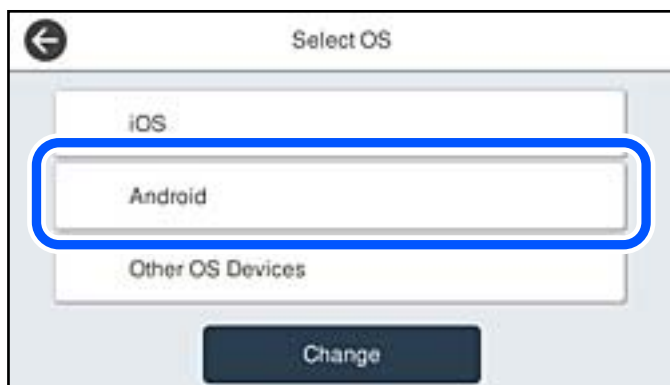 Select OS
iOS
Android
Other OS Devices
Change